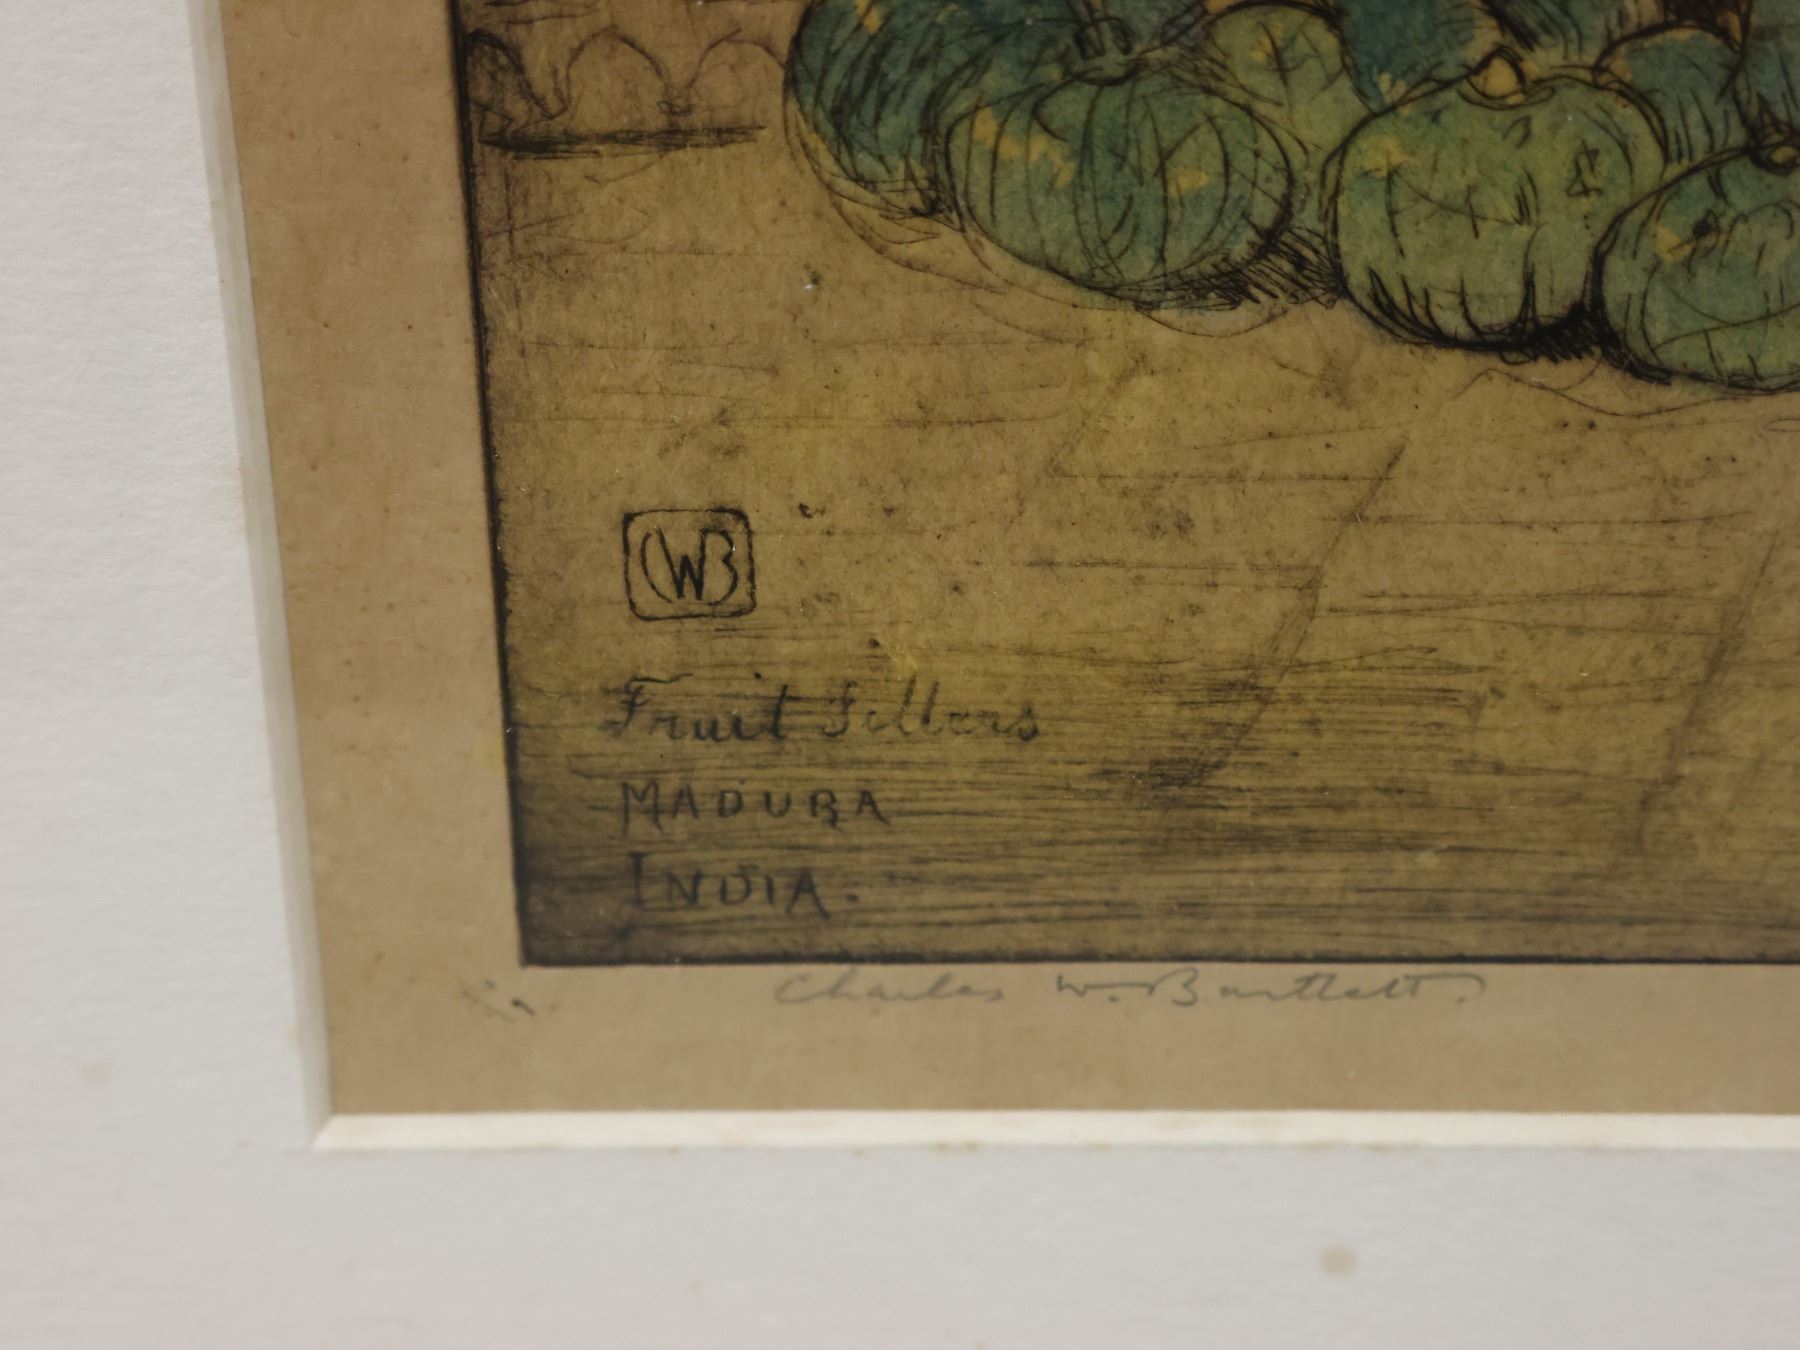 CWB
Fruit Sellers
MADURA
INDIA.
Charles W. Bartlett.